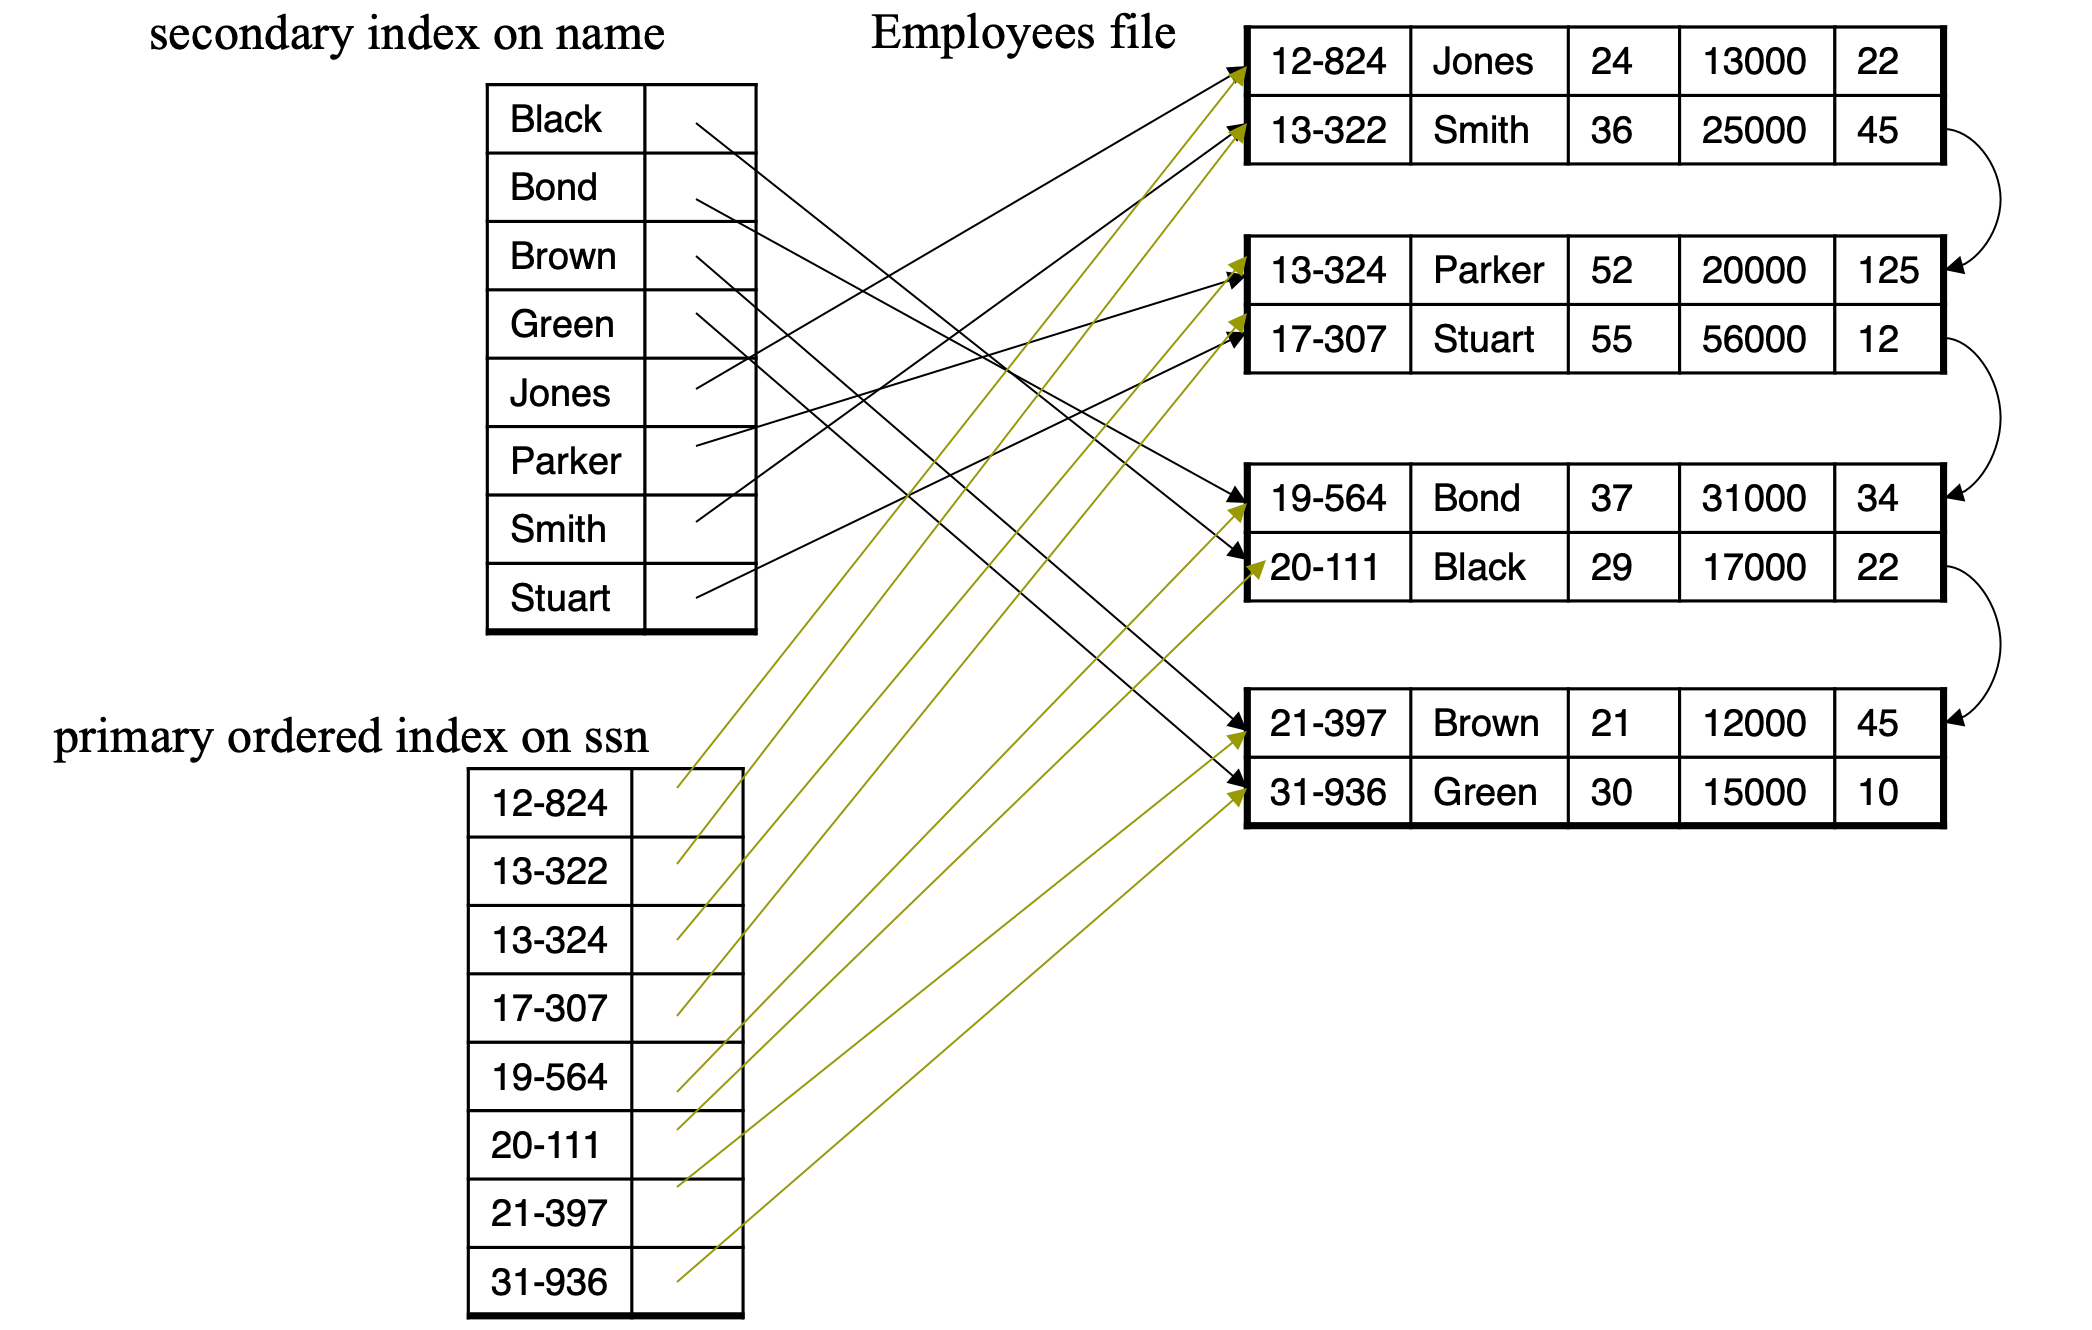 secondary index on name
Black
Bond
Brown
Green
Jones
Parker
Smith
Stuart
primary ordered index on ssn
12-824
13-322
13-324
17-307
19-564
20-111
21-397
31-936
Employees file
12-824 Jones 24 13000 22
13-322 Smith 36 25000 45
13-324 Parker 52 20000 125
17-307 Stuart 55 56000 12
19-564 Bond 37 31000 34
20-111 Black 29 17000 22
21-397 Brown 21 12000 45
31-936 Green 30 15000 10